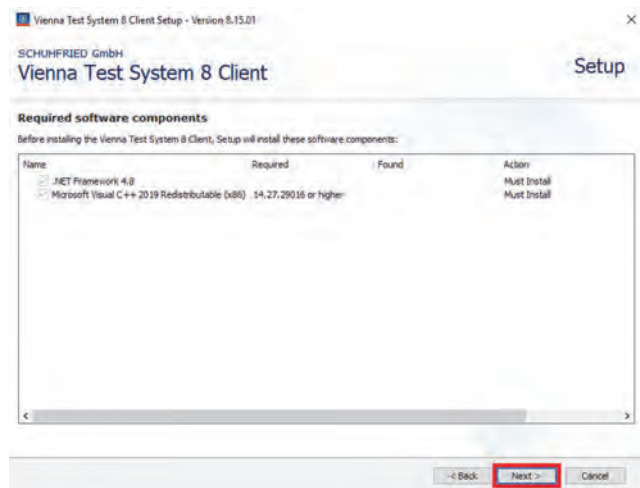 Vienna Test System 8 Client Setup - Version 8.15.01
SCHUHFRIED GmbH
Vienna Test System 8 Client
Setup
Required software components
Before installing the Vienna Test System 8 Client, Setup will install these software components:
Name Required Found Action
.NET Framework 4.8 Must Install
Microsoft Visual C++ 2019 Redistributable (x86) 14.27.29016 or higher Must Install
< Back Next > Cancel